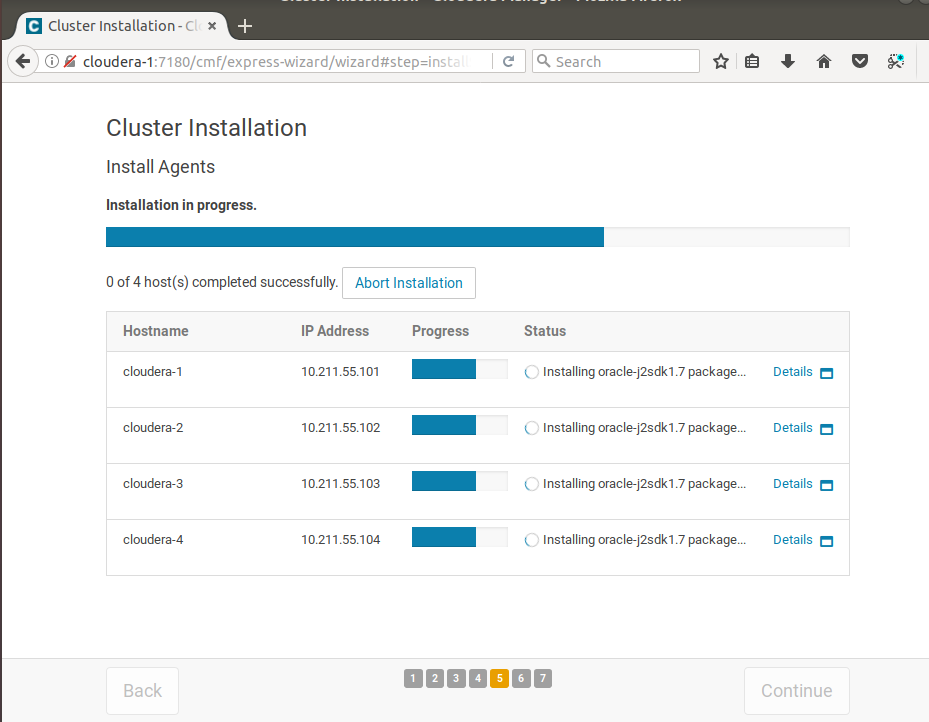 Cluster Installation - Cl
cloudera-1:7180/cmf/express-wizard/wizard#step=install
Search
Cluster Installation
Install Agents
Installation in progress.
0 of 4 host(s) completed successfully. Abort Installation
Hostname IP Address Progress Status
cloudera-1 10.211.55.101 Installing oracle-j2sdk1.7 package... Details
cloudera-2 10.211.55.102 Installing oracle-j2sdk1.7 package... Details
cloudera-3 10.211.55.103 Installing oracle-j2sdk1.7 package... Details
cloudera-4 10.211.55.104 Installing oracle-j2sdk1.7 package... Details
Back 1 2 3 4 5 6 7 Continue